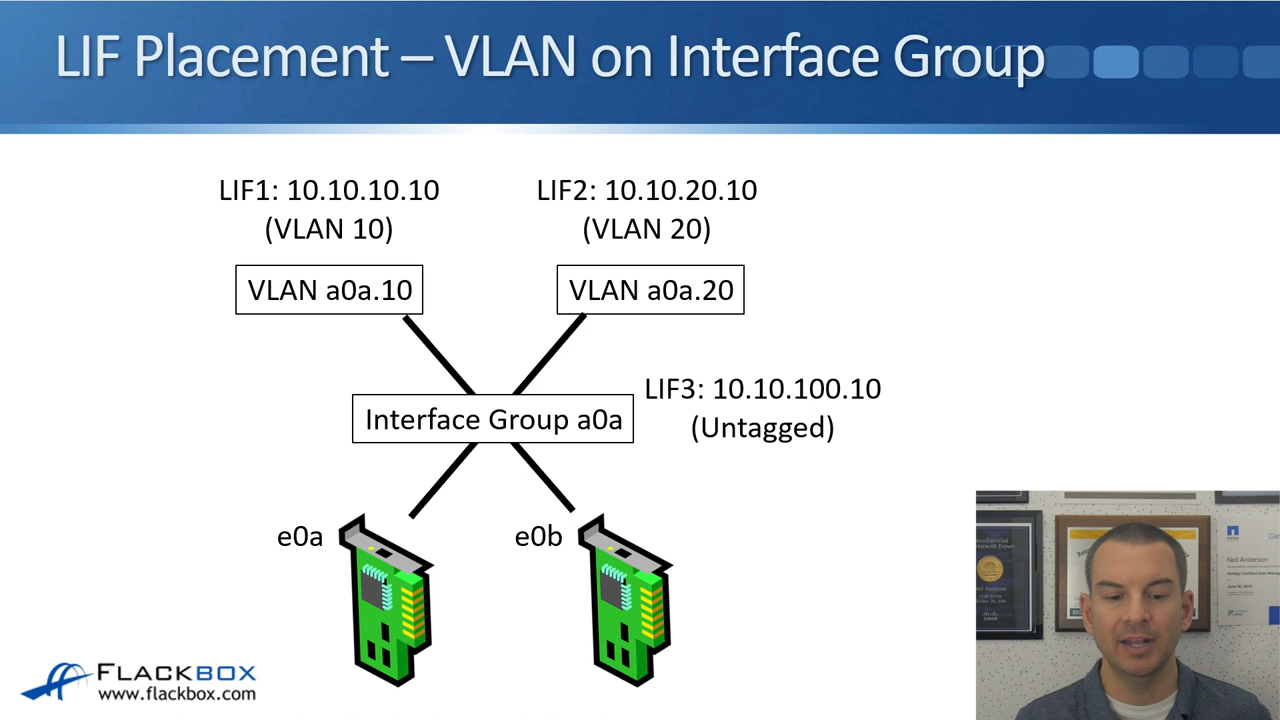 LIF Placement – VLAN on Interface Group
LIF1: 10.10.10.10
(VLAN 10)
LIF2: 10.10.20.10
(VLAN 20)
VLAN a0a.10
VLAN a0a.20
LIF3: 10.10.100.10
(Untagged)
Interface Group a0a
e0a
e0b
FLACKBOX
www.flackbox.com
Neil Anderson